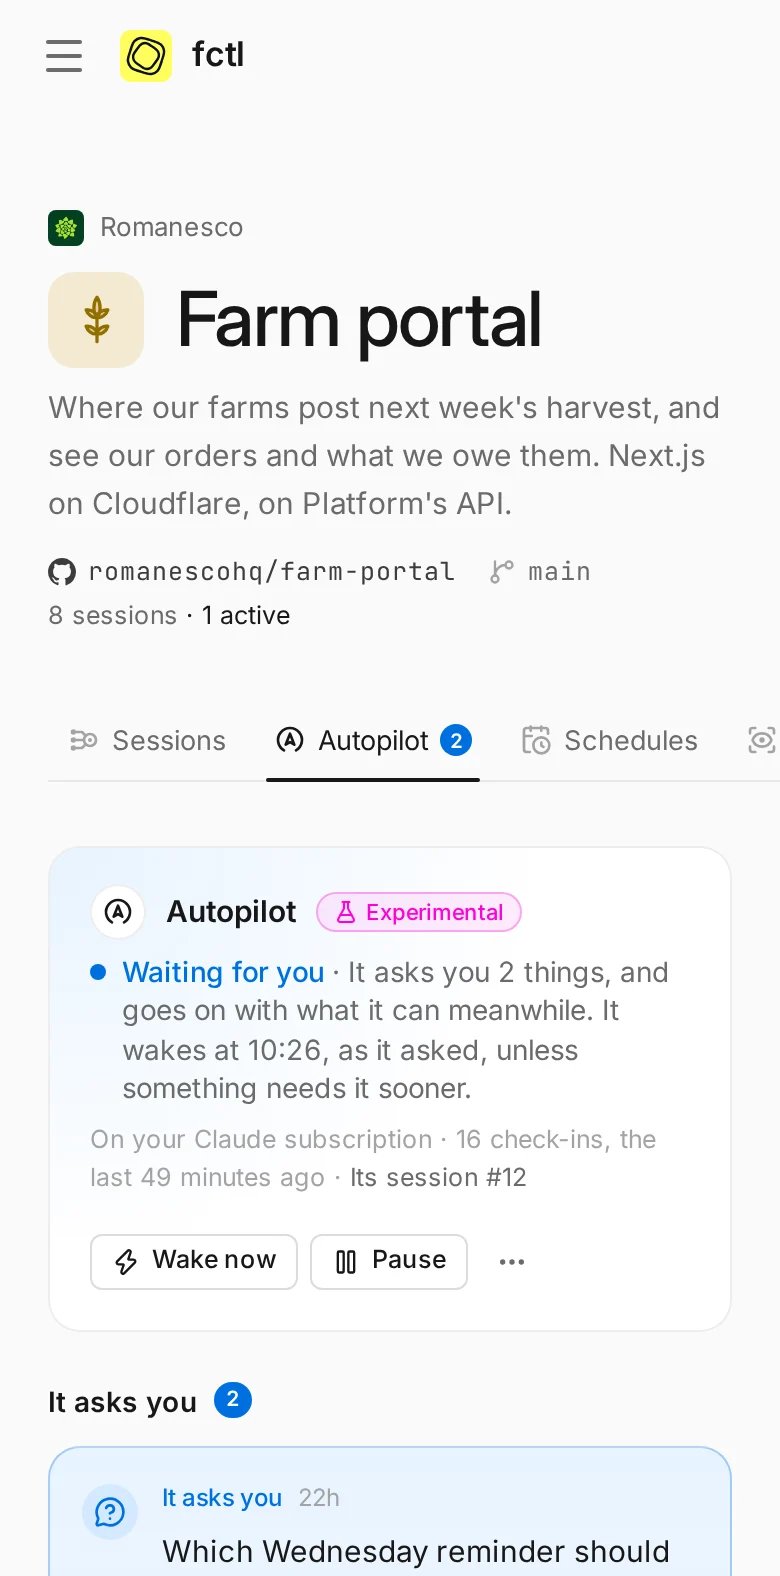 fctl
Romanesco
Farm portal
Where our farms post next week's harvest, and
see our orders and what we owe them. Next.js
on Cloudflare, on Platform's API.
romanescohq/farm-portal main
8 sessions · 1 active
Sessions Autopilot 2 Schedules
Autopilot Experimental
Waiting for you · It asks you 2 things, and
goes on with what it can meanwhile. It
wakes at 10:26, as it asked, unless
something needs it sooner.
On your Claude subscription · 16 check-ins, the
last 49 minutes ago · Its session #12
Wake now Pause
It asks you 2
It asks you 22h
Which Wednesday reminder should